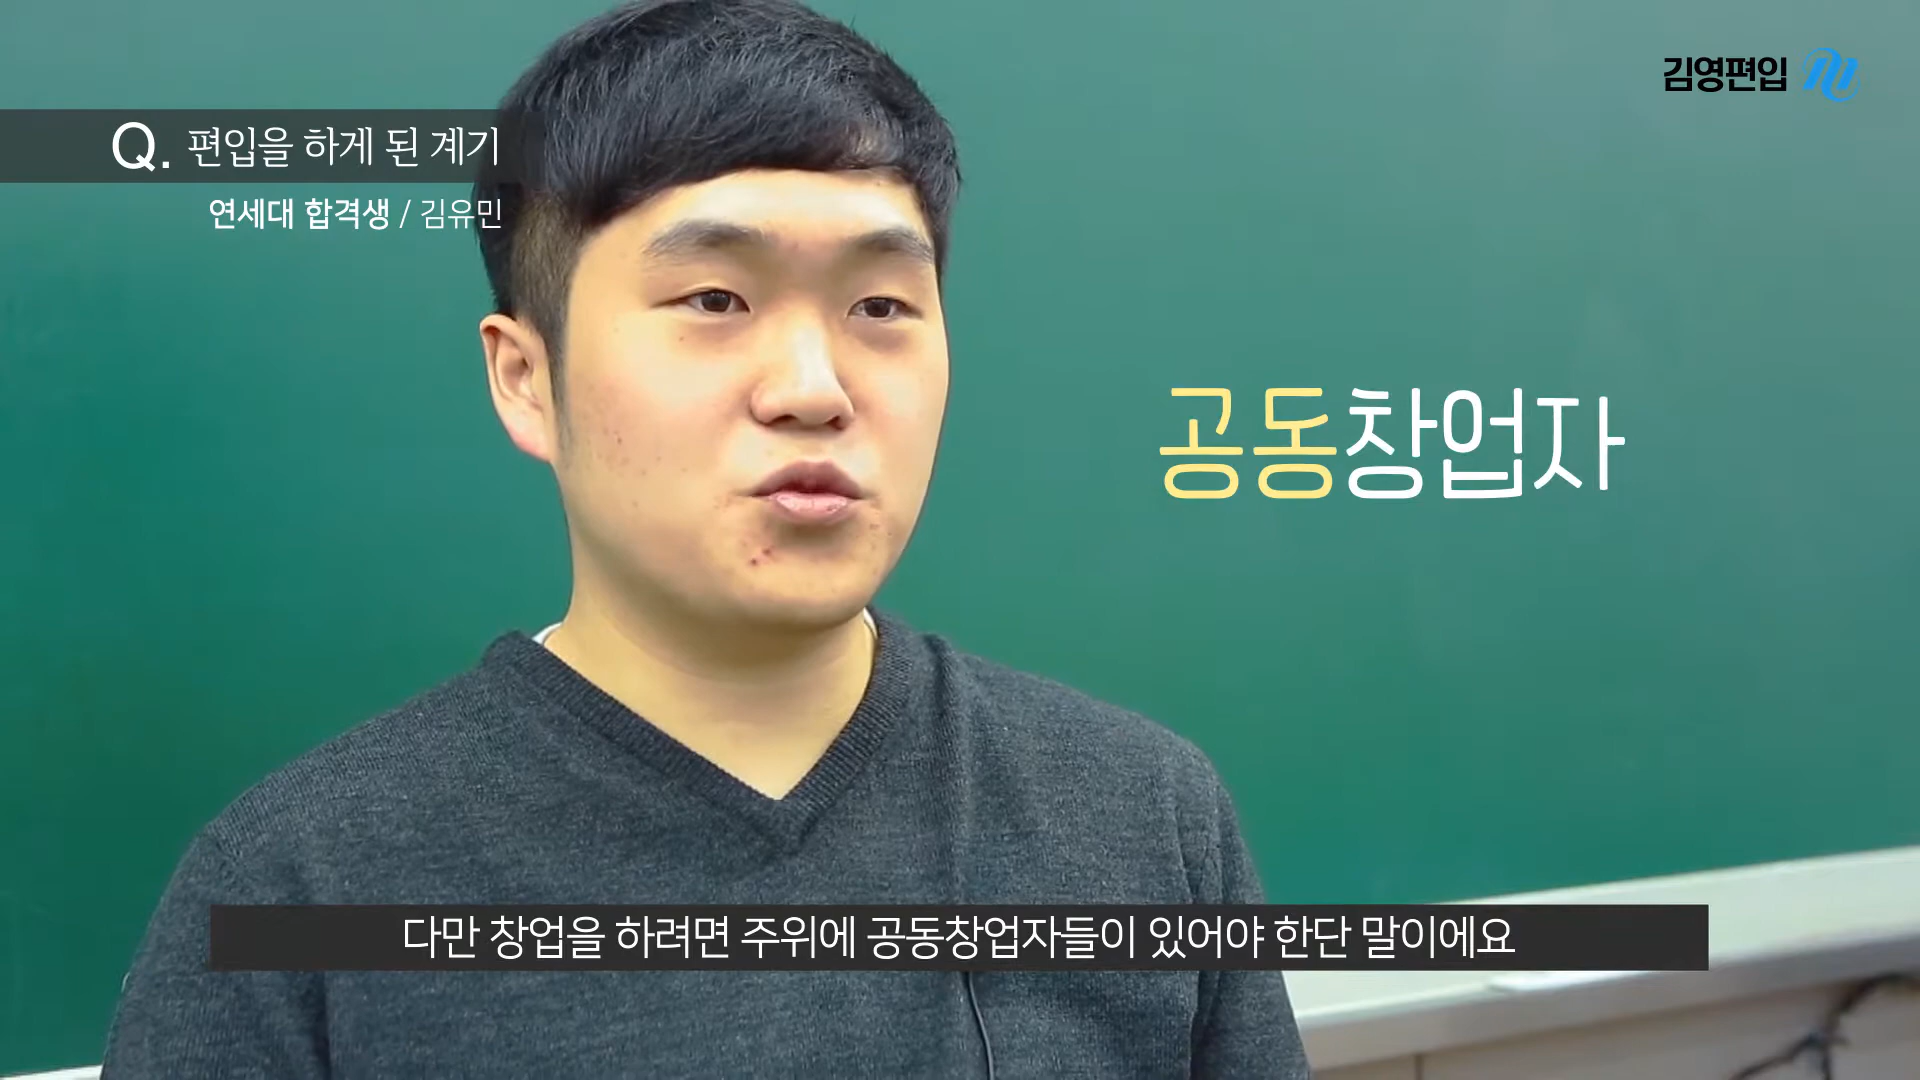 김영편입
Q. 편입을 하게 된 계기
연세대 합격생 / 김유민
공동창업자
다만 창업을 하려면 주위에 공동창업자들이 있어야 한단 말이에요